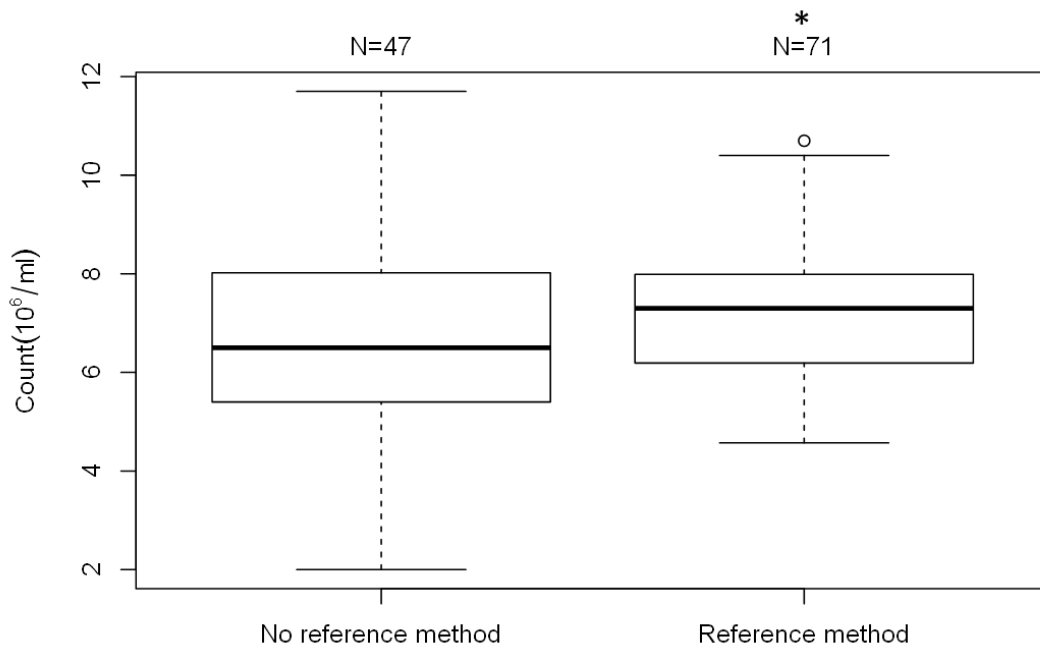 *
N=47 N=71
12
10
8
6
4
2
Count(10⁶/ml)
No reference method Reference method